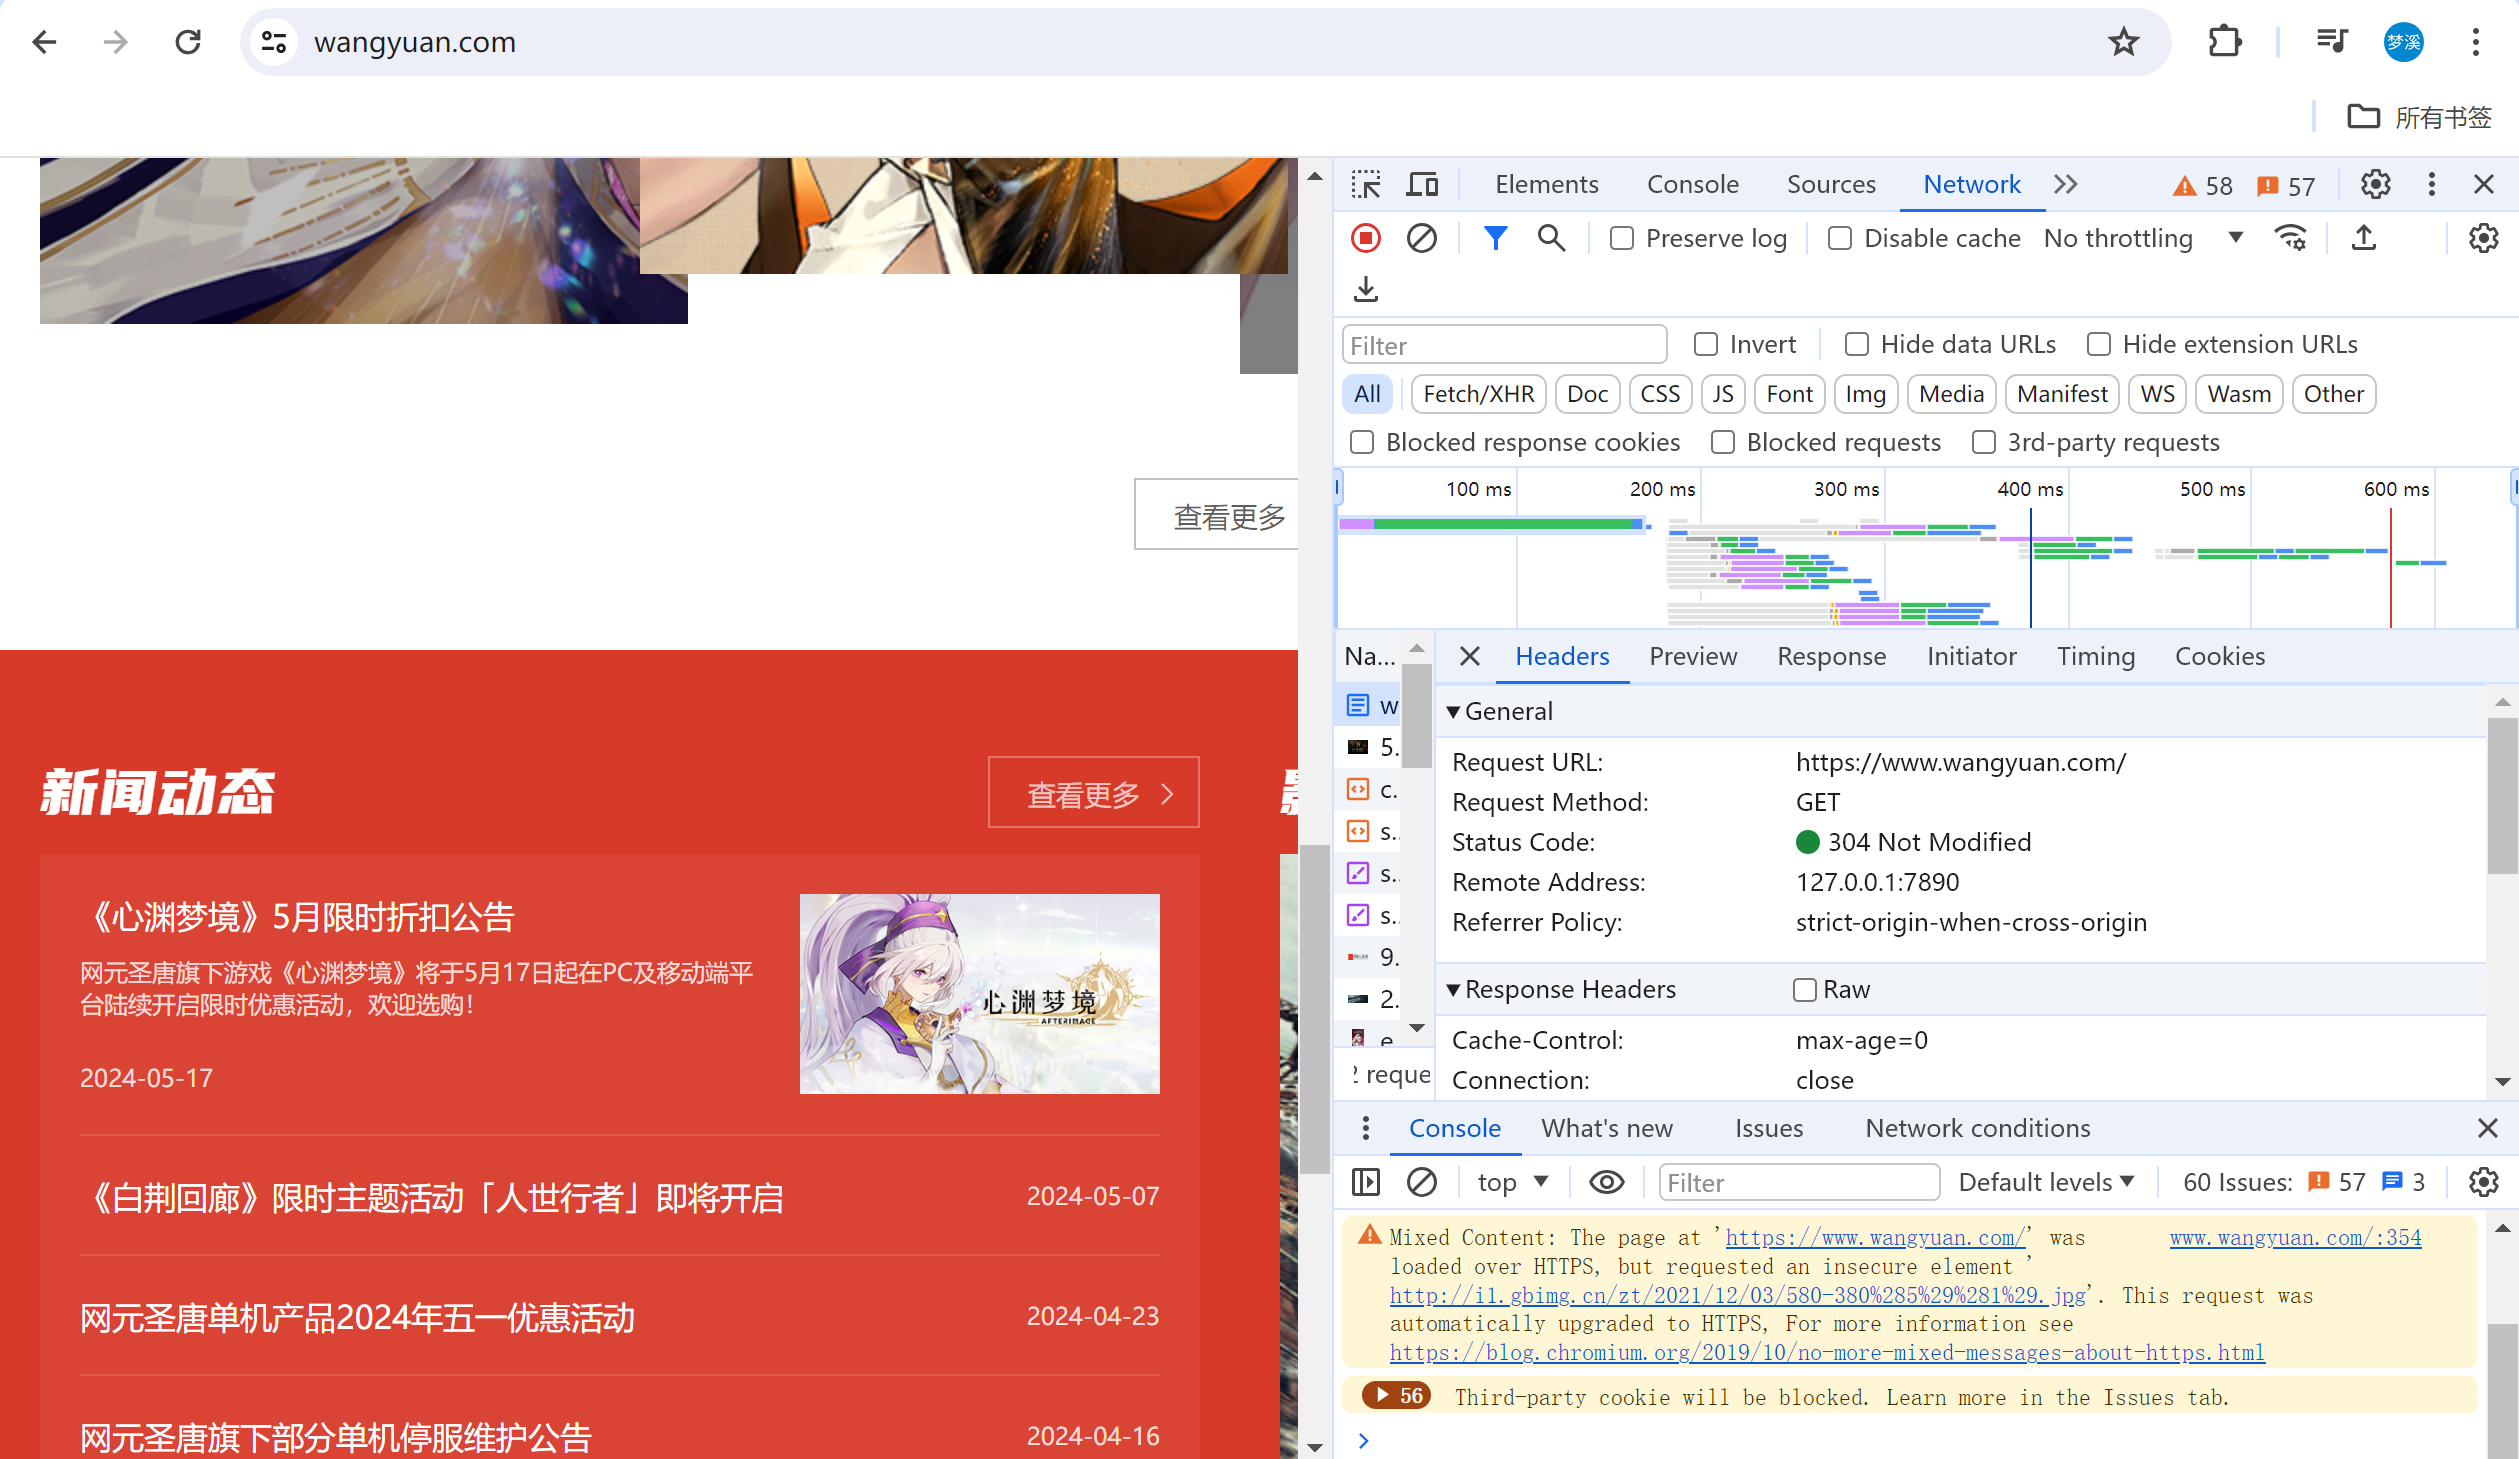 wangyuan.com
梦溪
所有书签
查看更多
新闻动态
查看更多
《心渊梦境》5月限时折扣公告
网元圣唐旗下游戏《心渊梦境》将于5月17日起在PC及移动端平
台陆续开启限时优惠活动，欢迎选购！
2024-05-17
心渊梦境
AFTERIMAGE
《白荆回廊》限时主题活动「人世行者」即将开启
2024-05-07
网元圣唐单机产品2024年五一优惠活动
2024-04-23
网元圣唐旗下部分单机停服维护公告
2024-04-16
Elements Console Sources Network 58 57
Preserve log Disable cache No throttling
Filter Invert Hide data URLs Hide extension URLs
All Fetch/XHR Doc CSS JS Font Img Media Manifest WS Wasm Other
Blocked response cookies Blocked requests 3rd-party requests
100 ms 200 ms 300 ms 400 ms 500 ms 600 ms
Na...
w
5.
c.
s.
s.
s.
9.
2.
e
2 reque
Headers Preview Response Initiator Timing Cookies
General
Request URL: https://www.wangyuan.com/
Request Method: GET
Status Code: 304 Not Modified
Remote Address: 127.0.0.1:7890
Referrer Policy: strict-origin-when-cross-origin
Response Headers Raw
Cache-Control: max-age=0
Connection: close
Console What's new Issues Network conditions
top Filter Default levels 60 Issues: 57 3
Mixed Content: The page at 'https://www.wangyuan.com/' was www.wangyuan.com/:354
loaded over HTTPS, but requested an insecure element '
http://i1.gbimg.cn/zt/2021/12/03/580-380%285%29%281%29.jpg'. This request was
automatically upgraded to HTTPS, For more information see
https://blog.chromium.org/2019/10/no-more-mixed-messages-about-https.html
56 Third-party cookie will be blocked. Learn more in the Issues tab.